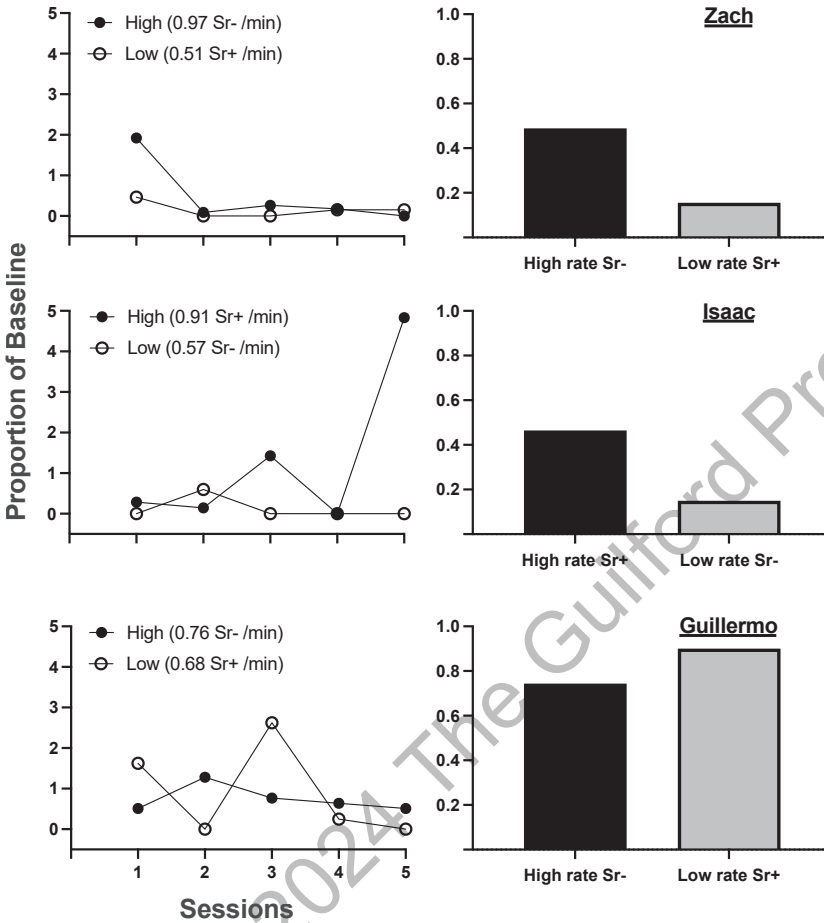 5
4
3
2
1
0
High (0.97 Sr- /min)
Low (0.51 Sr+ /min)
Zach
1.0
0.8
0.6
0.4
0.2
High rate Sr-
Low rate Sr+
Proportion of Baseline
5
4
3
2
1
0
High (0.91 Sr+ /min)
Low (0.57 Sr- /min)
Isaac
1.0
0.8
0.6
0.4
0.2
High rate Sr+
Low rate Sr-
5
4
3
2
1
0
High (0.76 Sr- /min)
Low (0.68 Sr+ /min)
1 2 3 4 5
Sessions
Guillermo
1.0
0.8
0.6
0.4
0.2
High rate Sr-
Low rate Sr+
2024 The Guilford Pre